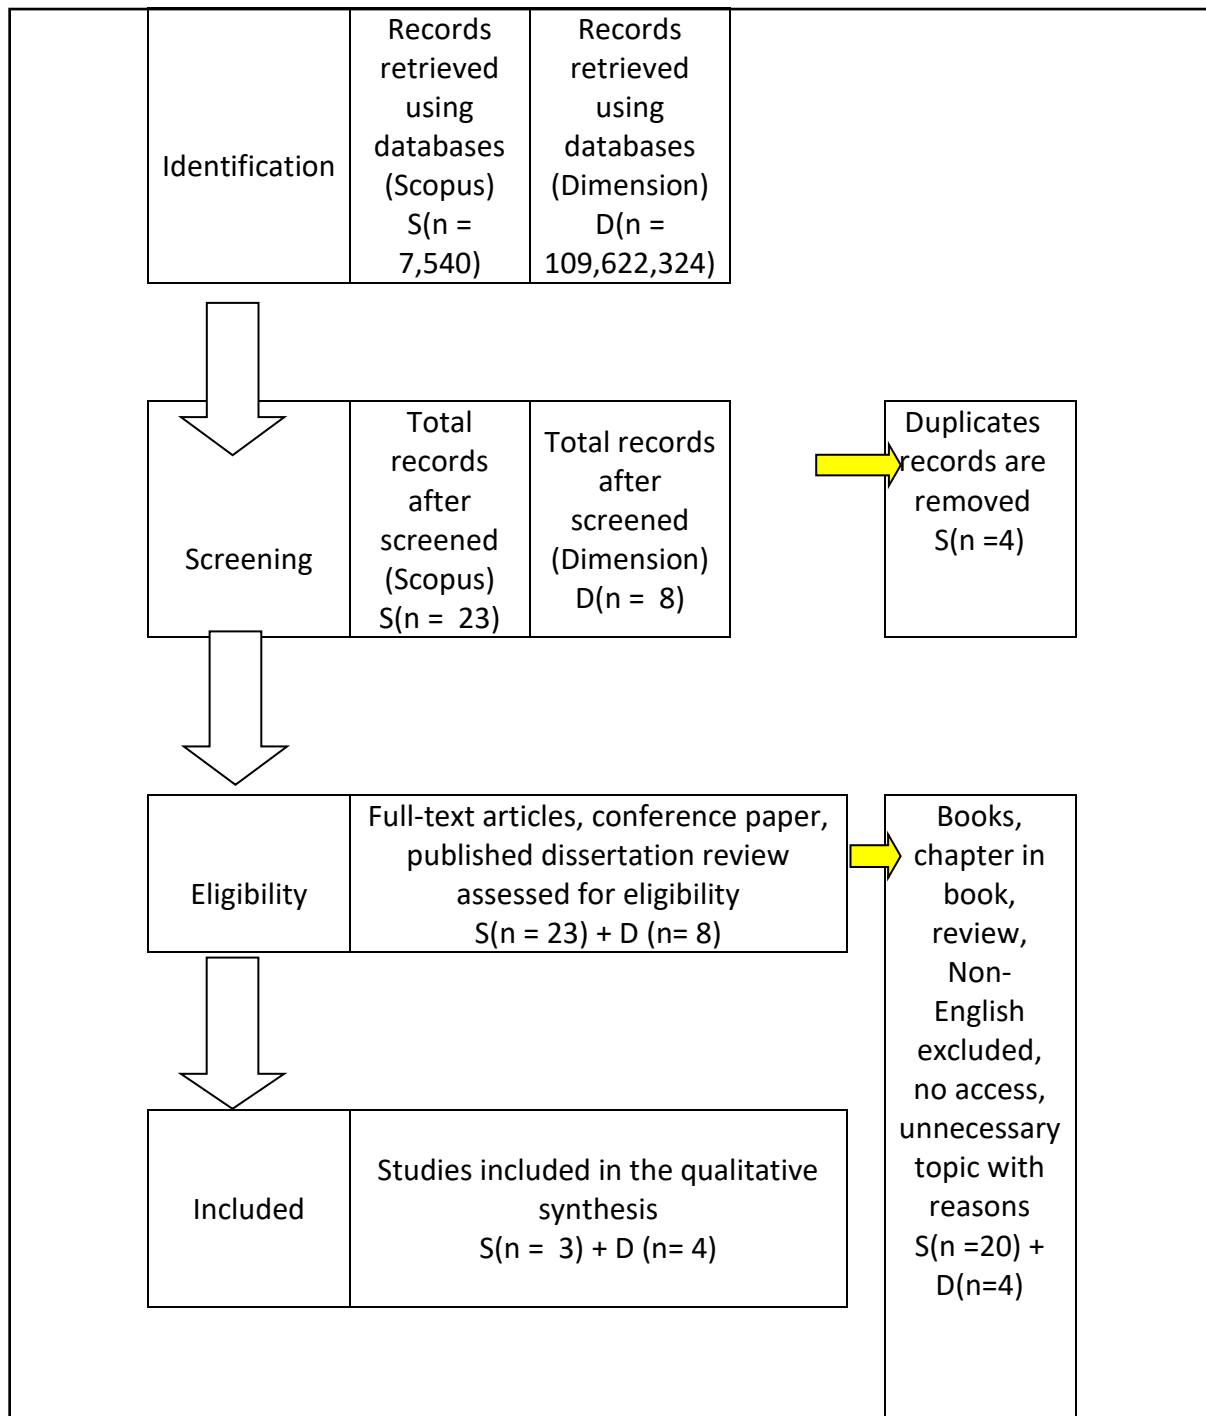 Identification
Records
retrieved
using
databases
(Scopus)
S(n =
7,540)
Records
retrieved
using
databases
(Dimension)
D(n =
109,622,324)
Screening
Total
records
after
screened
(Scopus)
S(n = 23)
Total records
after
screened
(Dimension)
D(n = 8)
Duplicates
records are
removed
S(n =4)
Eligibility
Full-text articles, conference paper,
published dissertation review
assessed for eligibility
S(n = 23) + D (n= 8)
Books,
chapter in
book,
review,
Non-
English
excluded,
no access,
unnecessary
topic with
reasons
S(n =20) +
D(n=4)
Included
Studies included in the qualitative
synthesis
S(n = 3) + D (n= 4)